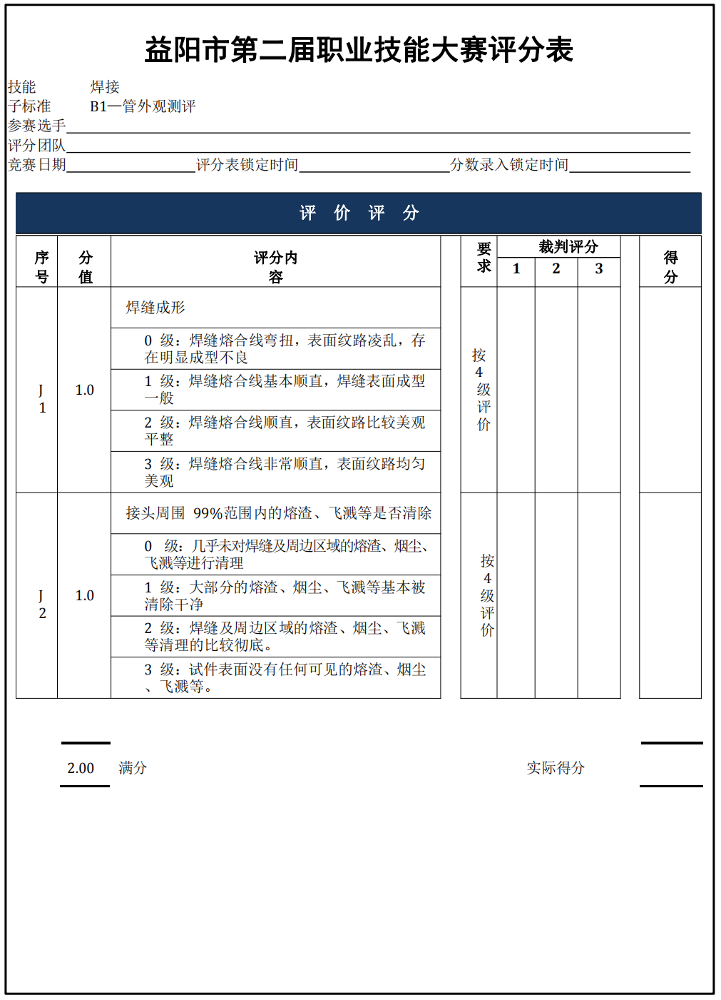 益阳市第二届职业技能大赛评分表
技能 焊接
子标准 B1—管外观测评
参赛选手
评分团队
竞赛日期 评分表锁定时间 分数录入锁定时间
评 价 评 分
序号 分值 评分内容 要求 裁判评分 得分
1 2 3
J1 1.0 按4级评价
焊缝成形
0 级：焊缝熔合线弯扭，表面纹路凌乱，存
在明显成型不良
1 级：焊缝熔合线基本顺直，焊缝表面成型
一般
2 级：焊缝熔合线顺直，表面纹路比较美观
平整
3 级：焊缝熔合线非常顺直，表面纹路均匀
美观
J2 1.0 按4级评价
接头周围 99%范围内的熔渣、飞溅等是否清除
0 级：几乎未对焊缝及周边区域的熔渣、烟尘、
飞溅等进行清理
1 级：大部分的熔渣、烟尘、飞溅等基本被
清除干净
2 级：焊缝及周边区域的熔渣、烟尘、飞溅
等清理的比较彻底。
3 级：试件表面没有任何可见的熔渣、烟尘
、飞溅等。
2.00 满分 实际得分